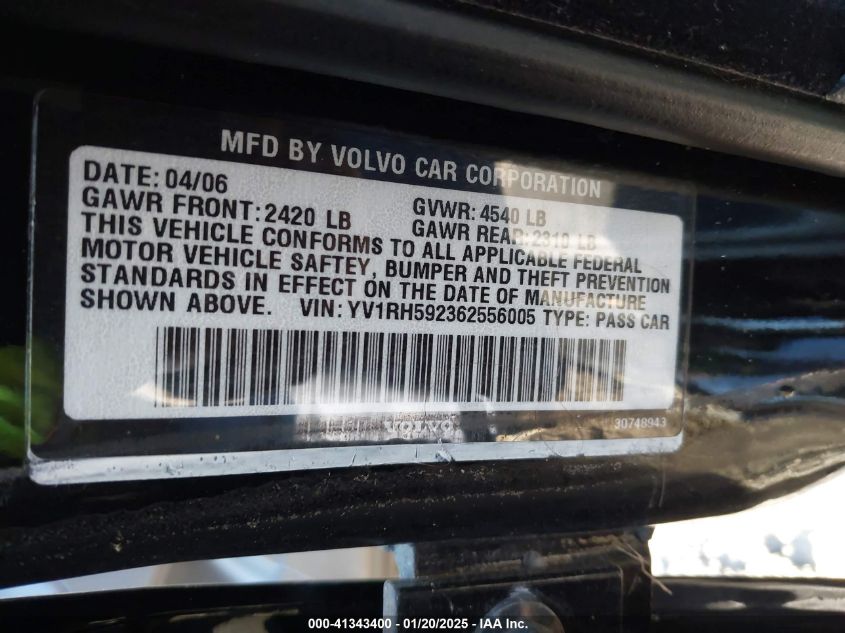 MFD BY VOLVO CAR CORPORATION
DATE: 04/06
GAWR FRONT: 2420 LB GVWR: 4540 LB
GAWR REAR: 2310 LB
THIS VEHICLE CONFORMS TO ALL APPLICABLE FEDERAL
MOTOR VEHICLE SAFTEY, BUMPER AND THEFT PREVENTION
STANDARDS IN EFFECT ON THE DATE OF MANUFACTURE
SHOWN ABOVE. VIN: YV1RH592362556005 TYPE: PASS CAR
VOLVO
30748943
000-41343400 — 01/20/2025 — IAA Inc.